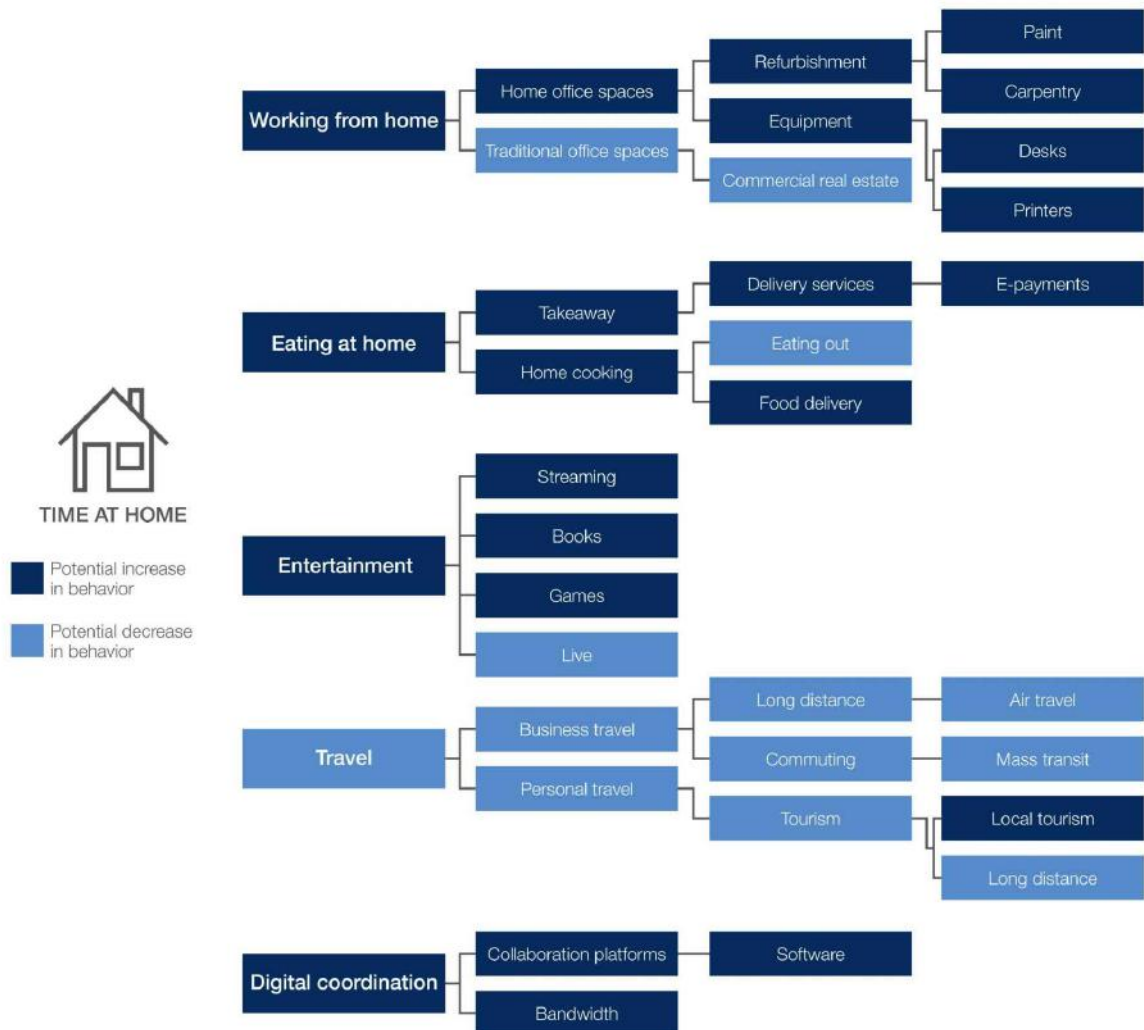 Working from home
Home office spaces
Traditional office spaces
Refurbishment
Equipment
Commercial real estate
Paint
Carpentry
Desks
Printers
Eating at home
Takeaway
Home cooking
Delivery services
Eating out
Food delivery
E-payments
TIME AT HOME
Potential increase
in behavior
Potential decrease
in behavior
Entertainment
Streaming
Books
Games
Live
Travel
Business travel
Personal travel
Long distance
Commuting
Tourism
Air travel
Mass transit
Local tourism
Long distance
Digital coordination
Collaboration platforms
Bandwidth
Software